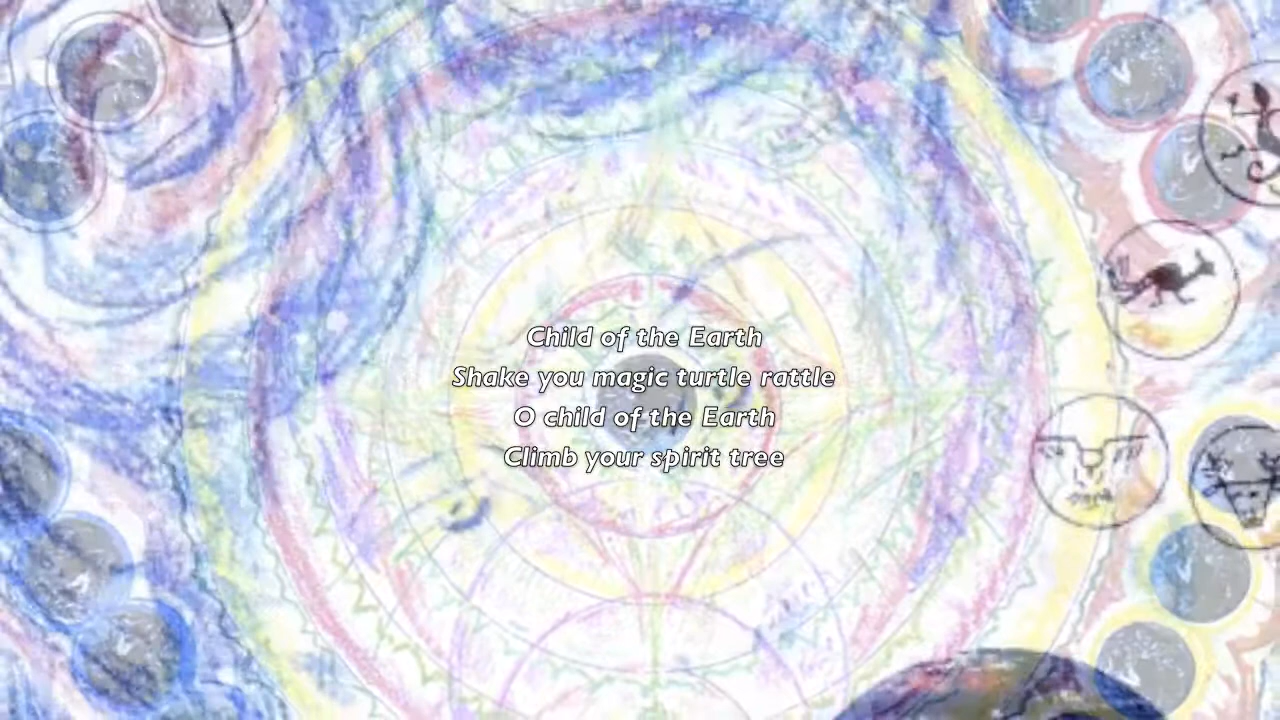 Child of the Earth
Shake you magic turtle rattle
O child of the Earth
Climb your spirit tree